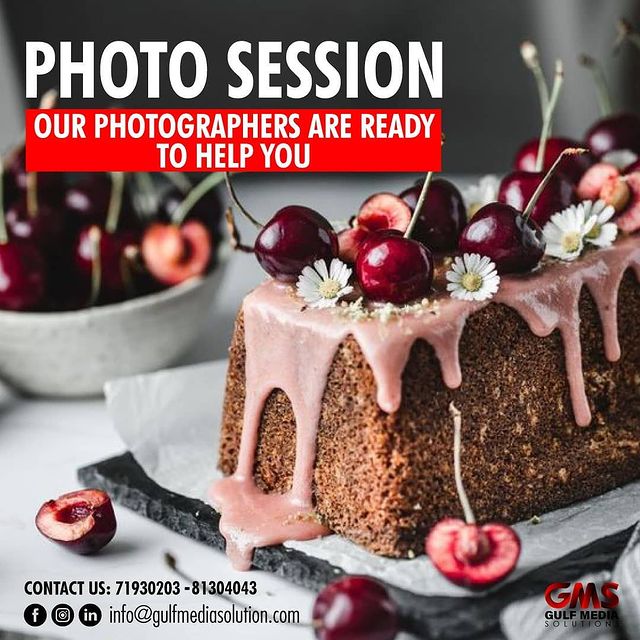 PHOTO SESSION
OUR PHOTOGRAPHERS ARE READY
TO HELP YOU
CONTACT US: 71930203 -81304043
info@gulfmediasolution.com
GMS
GULF MEDIA
SOLUTION